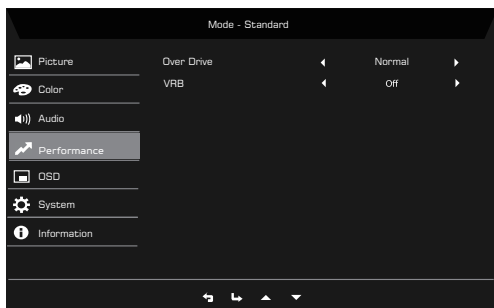 Mode - Standard
Picture
Over Drive Normal
VRB Off
Color
Audio
Performance
OSD
System
Information